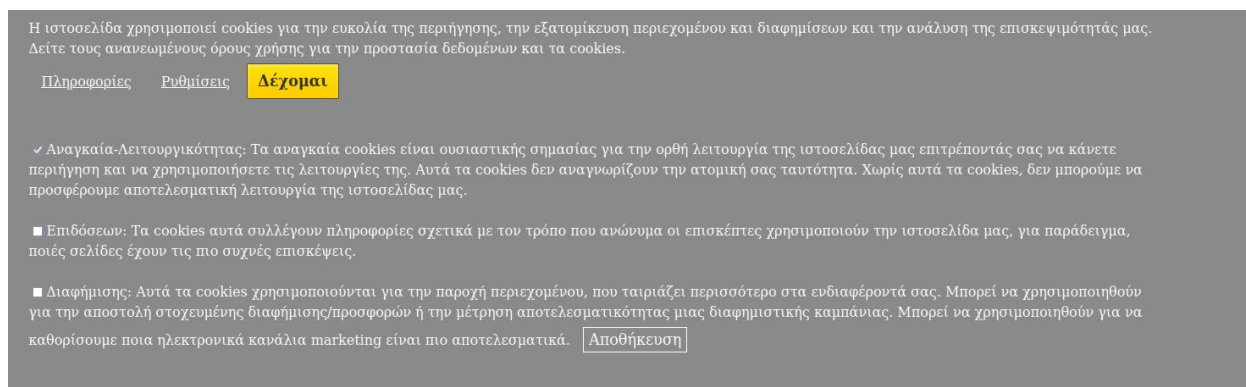 Η ιστοσελίδα χρησιμοποιεί cookies για την ευκολία της περιήγησης, την εξατομίκευση περιεχομένου και διαφημίσεων και την ανάλυση της επισκεψιμότητάς μας.
Δείτε τους ανανεωμένους όρους χρήσης για την προστασία δεδομένων και τα cookies.
Πληροφορίες Ρυθμίσεις Δέχομαι
Αναγκαία-Λειτουργικότητας: Τα αναγκαία cookies είναι ουσιαστικής σημασίας για την ορθή λειτουργία της ιστοσελίδας μας επιτρέποντάς σας να κάνετε
περιήγηση και να χρησιμοποιήσετε τις λειτουργίες της. Αυτά τα cookies δεν αναγνωρίζουν την ατομική σας ταυτότητα. Χωρίς αυτά τα cookies, δεν μπορούμε να
προσφέρουμε αποτελεσματική λειτουργία της ιστοσελίδας μας.
Επιδόσεων: Τα cookies αυτά συλλέγουν πληροφορίες σχετικά με τον τρόπο που ανώνυμα οι επισκέπτες χρησιμοποιούν την ιστοσελίδα μας, για παράδειγμα,
ποιές σελίδες έχουν τις πιο συχνές επισκέψεις.
Διαφήμισης: Αυτά τα cookies χρησιμοποιούνται για την παροχή περιεχομένου, που ταιριάζει περισσότερο στα ενδιαφέροντά σας. Μπορεί να χρησιμοποιηθούν
για την αποστολή στοχευμένης διαφήμισης/προσφορών ή την μέτρηση αποτελεσματικότητας μιας διαφημιστικής καμπάνιας. Μπορεί να χρησιμοποιηθούν για να
καθορίσουμε ποια ηλεκτρονικά κανάλια marketing είναι πιο αποτελεσματικά. Αποθήκευση